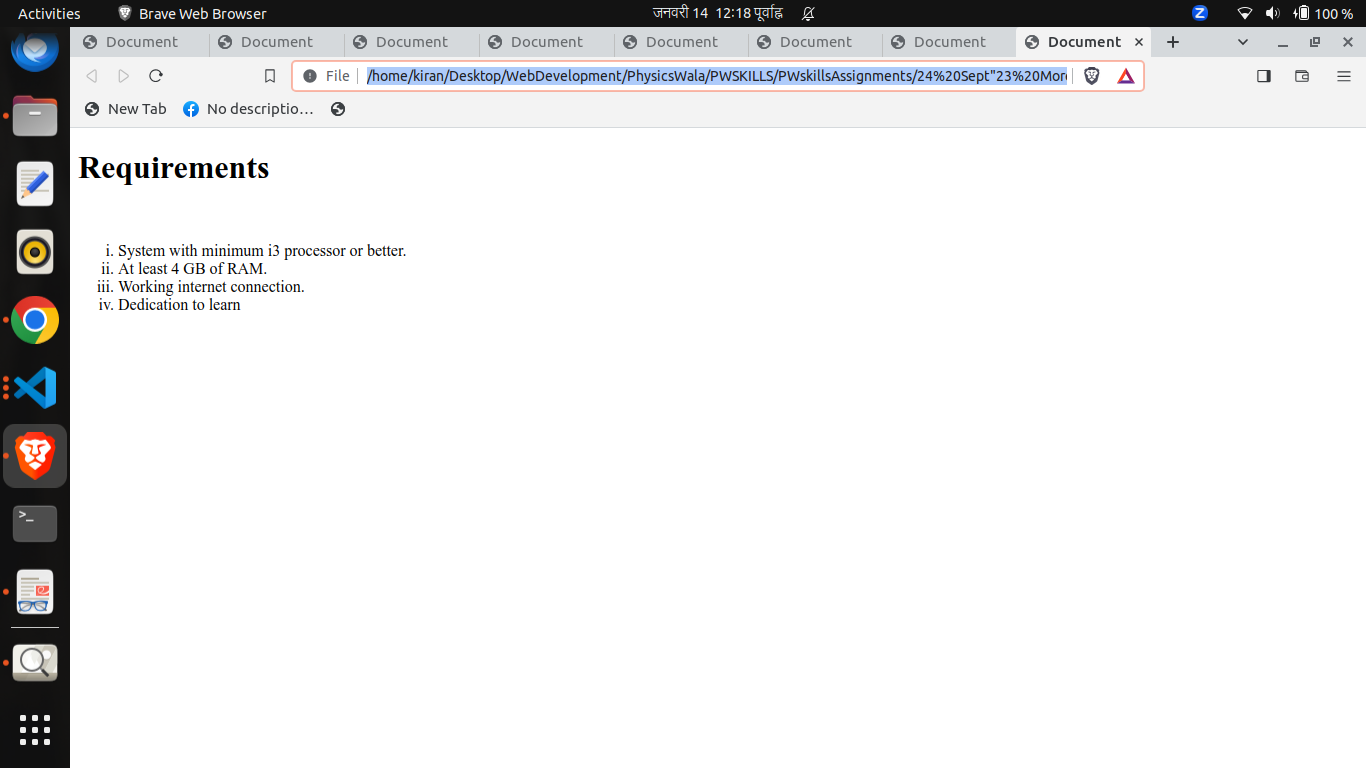 Activities Brave Web Browser जनवरी 14 12:18 पूर्वाह्न 100 %
Document Document Document Document Document Document Document Document
File /home/kiran/Desktop/WebDevelopment/PhysicsWala/PWSKILLS/PWskillsAssignments/24%20Sept"23%20Mor
New Tab No descriptio…
Requirements
i. System with minimum i3 processor or better.
ii. At least 4 GB of RAM.
iii. Working internet connection.
iv. Dedication to learn